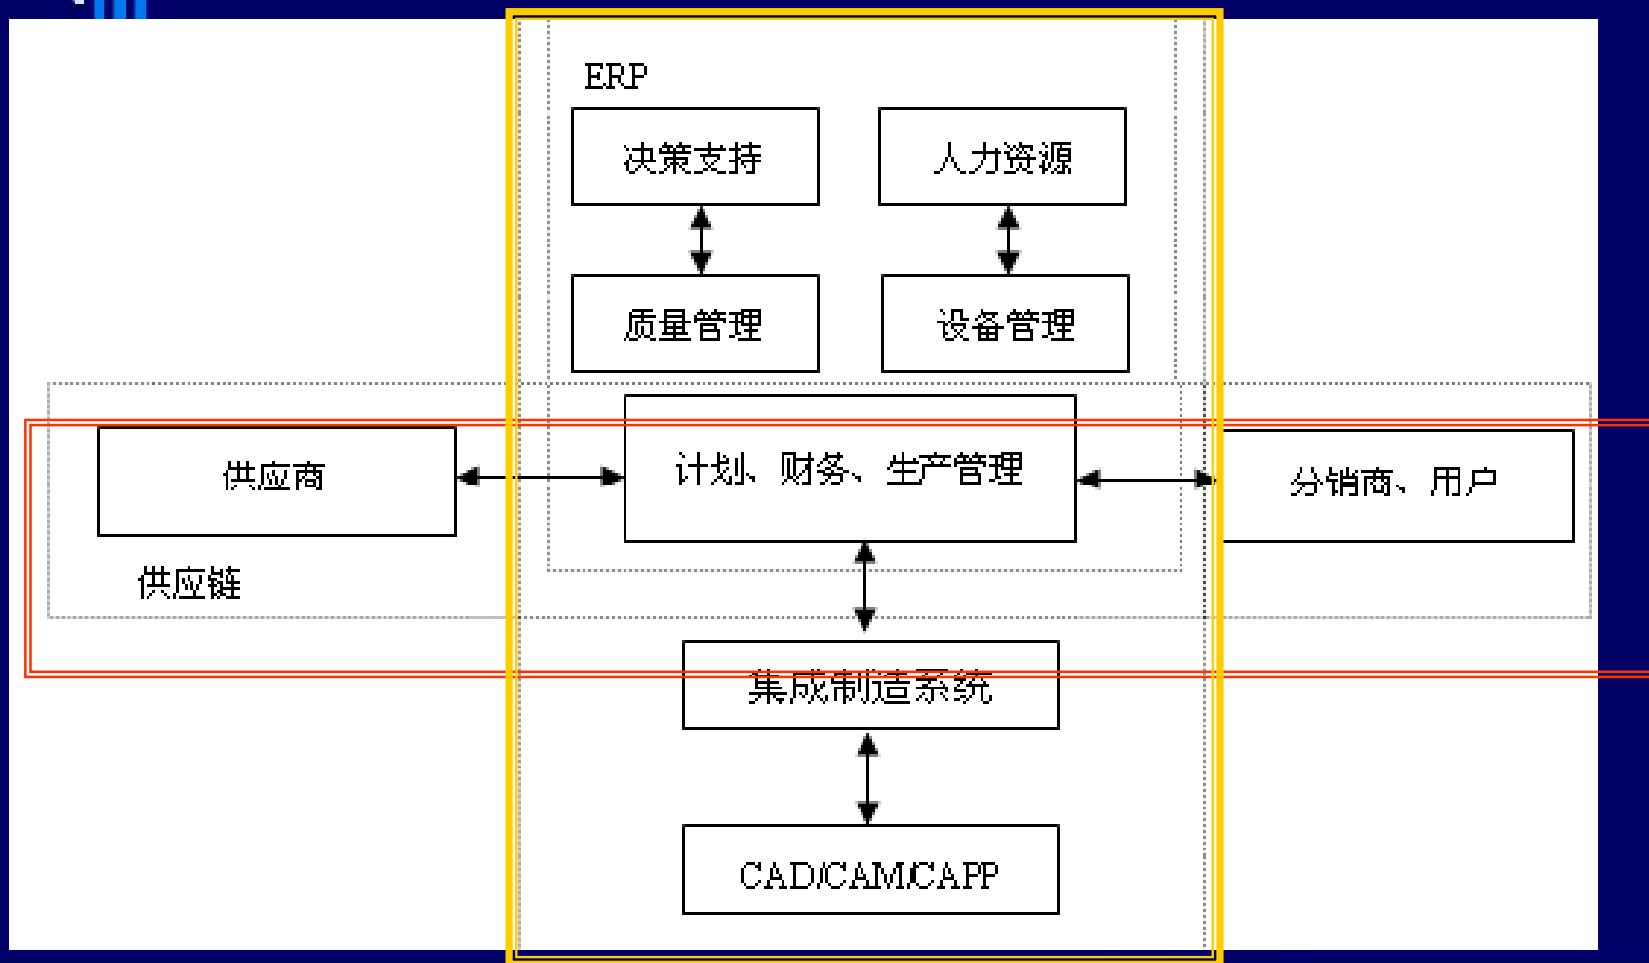 ERP
决策支持
人力资源
质量管理
设备管理
供应商
计划、财务、生产管理
分销商、用户
供应链
集成制造系统
CAD/CAM/CAPP